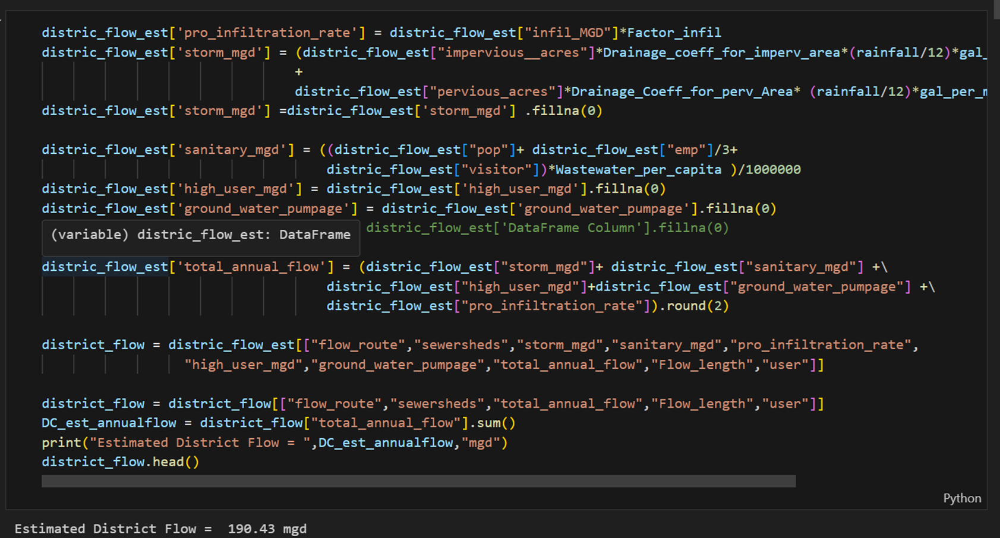 distric_flow_est['pro_infiltration_rate'] = distric_flow_est["infil_MGD"]*Factor_infil
distric_flow_est['storm_mgd'] = (distric_flow_est["impervious__acres"]*Drainage_coeff_for_imperv_area*(rainfall/12)*gal_
+
distric_flow_est["pervious_acres"]*Drainage_Coeff_for_perv_Area* (rainfall/12)*gal_per_
distric_flow_est['storm_mgd'] =distric_flow_est['storm_mgd'] .fillna(0)
distric_flow_est['sanitary_mgd'] = ((distric_flow_est["pop"]+ distric_flow_est["emp"]/3+
distric_flow_est["visitor"])*Wastewater_per_capita )/1000000
distric_flow_est['high_user_mgd'] = distric_flow_est['high_user_mgd'].fillna(0)
distric_flow_est['ground_water_pumpage'] = distric_flow_est['ground_water_pumpage'].fillna(0)
distric_flow_est['DataFrame Column'].fillna(0)
(variable) distric_flow_est: DataFrame
distric_flow_est['total_annual_flow'] = (distric_flow_est["storm_mgd"]+ distric_flow_est["sanitary_mgd"] +\
distric_flow_est["high_user_mgd"]+distric_flow_est["ground_water_pumpage"] +\
distric_flow_est["pro_infiltration_rate"]).round(2)
district_flow = distric_flow_est[["flow_route","sewersheds","storm_mgd","sanitary_mgd","pro_infiltration_rate",
"high_user_mgd","ground_water_pumpage","total_annual_flow","Flow_length","user"]]
district_flow = district_flow[["flow_route","sewersheds","total_annual_flow","Flow_length","user"]]
DC_est_annualflow = district_flow["total_annual_flow"].sum()
print("Estimated District Flow = ",DC_est_annualflow,"mgd")
district_flow.head()
Python
Estimated District Flow =  190.43 mgd